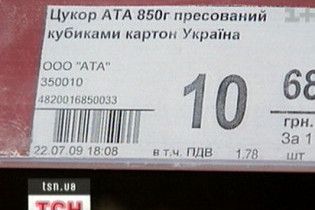 Цукор АТА 850г пресований
кубиками картон Україна
ООО "АТА"
350010
4820016850033
10 68
грн.
За 1
шт
22.07.09 18:08 в т.ч. ПДВ 1.78
tsn.ua
ТСН